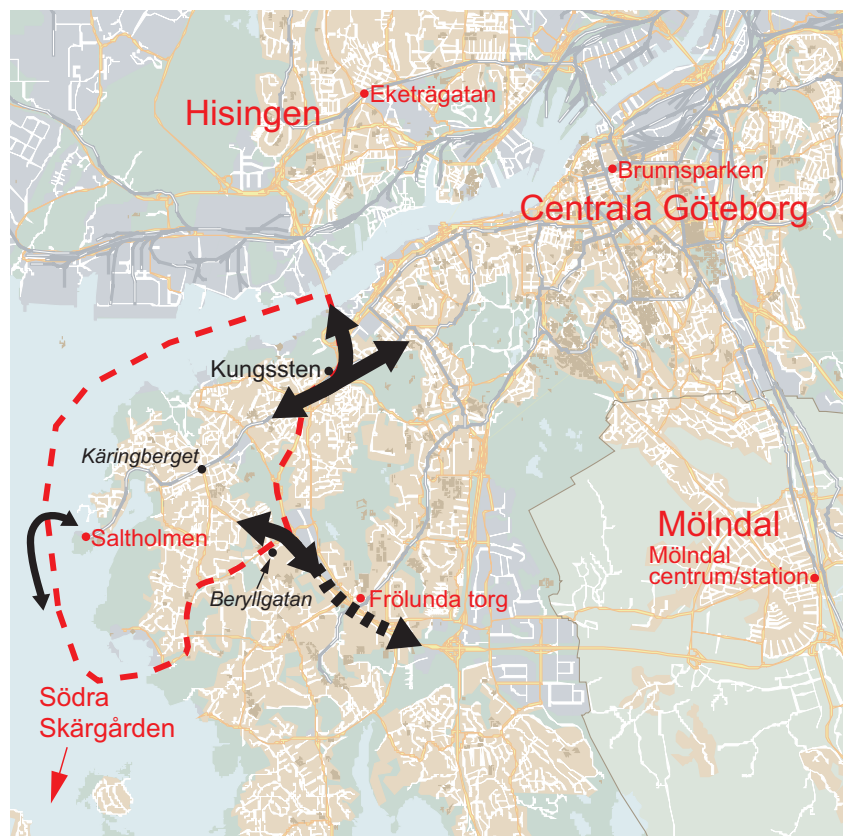 Eketrägatan
Hisingen
Brunnsparken
Centrala Göteborg
Kungssten
Käringberget
Saltholmen
Mölndal
Mölndal
centrum/station
Beryllgatan
Frölunda torg
Södra
Skärgården